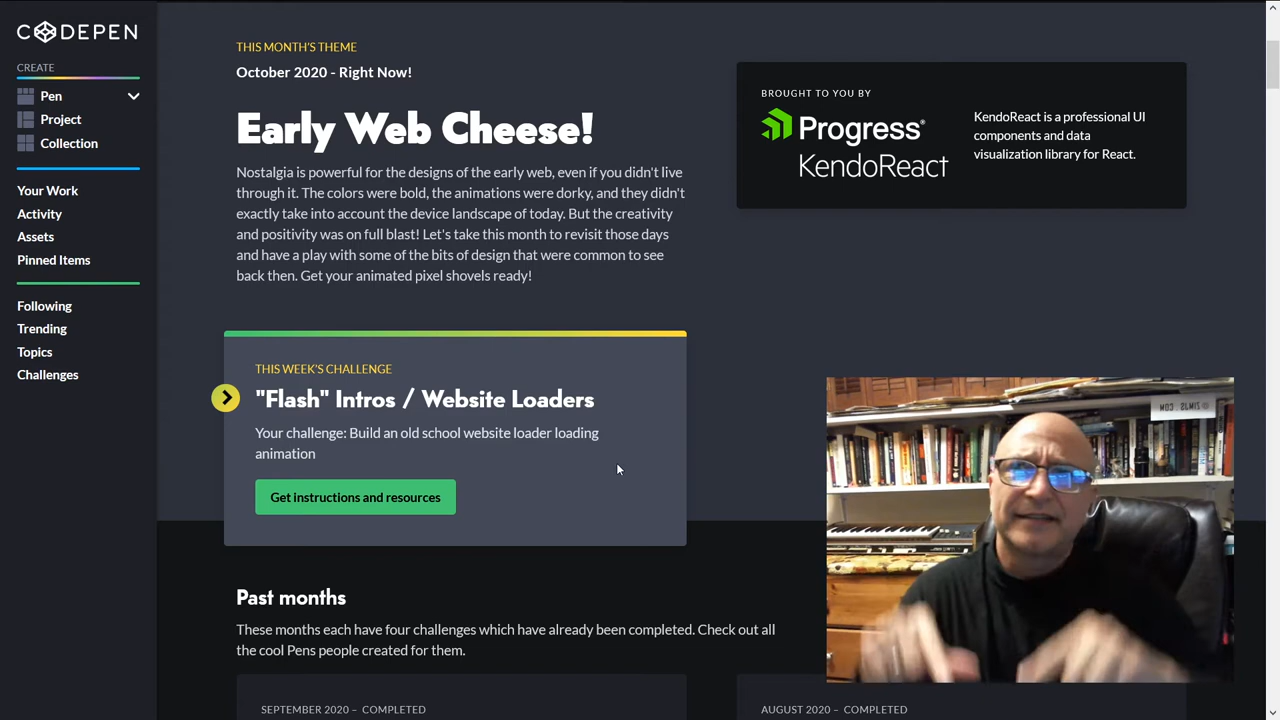 CODEPEN
CREATE
Pen
Project
Collection
Your Work
Activity
Assets
Pinned Items
Following
Trending
Topics
Challenges
THIS MONTH'S THEME
October 2020 - Right Now!
Early Web Cheese!
Nostalgia is powerful for the designs of the early web, even if you didn't live
through it. The colors were bold, the animations were dorky, and they didn't
exactly take into account the device landscape of today. But the creativity
and positivity was on full blast! Let's take this month to revisit those days
and have a play with some of the bits of design that were common to see
back then. Get your animated pixel shovels ready!
BROUGHT TO YOU BY
Progress®
KendoReact
KendoReact is a professional UI
components and data
visualization library for React.
THIS WEEK'S CHALLENGE
"Flash" Intros / Website Loaders
Your challenge: Build an old school website loader loading
animation
Get instructions and resources
ZIMJS.COM
Past months
These months each have four challenges which have already been completed. Check out all
the cool Pens people created for them.
SEPTEMBER 2020 – COMPLETED
AUGUST 2020 – COMPLETED